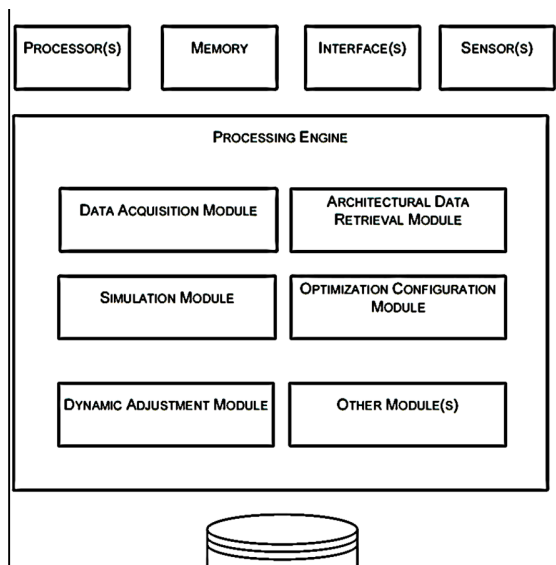 PROCESSOR(S) MEMORY INTERFACE(S) SENSOR(S)
PROCESSING ENGINE
DATA ACQUISITION MODULE
ARCHITECTURAL DATA
RETRIEVAL MODULE
SIMULATION MODULE
OPTIMIZATION CONFIGURATION
MODULE
DYNAMIC ADJUSTMENT MODULE
OTHER MODULE(S)